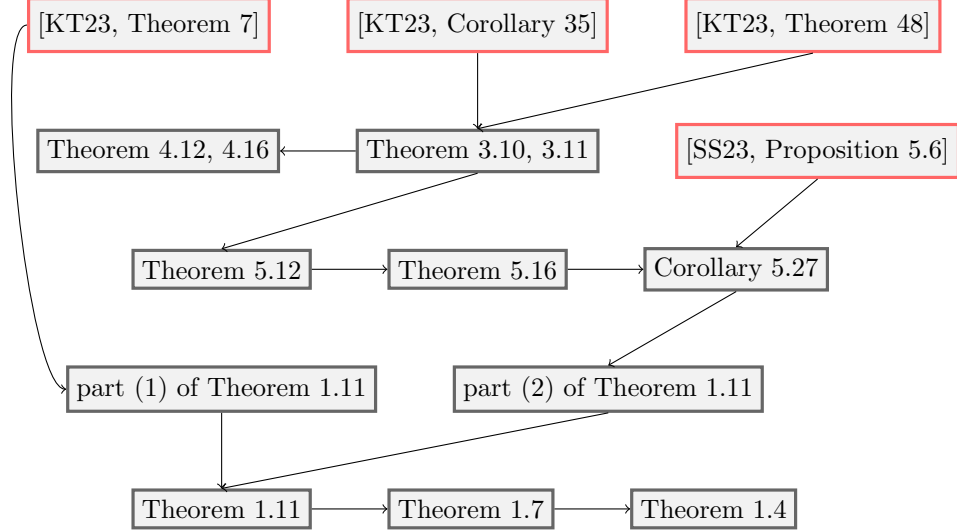 [KT23, Theorem 7]
[KT23, Corollary 35]
[KT23, Theorem 48]
Theorem 4.12, 4.16
Theorem 3.10, 3.11
[SS23, Proposition 5.6]
Theorem 5.12
Theorem 5.16
Corollary 5.27
part (1) of Theorem 1.11
part (2) of Theorem 1.11
Theorem 1.11
Theorem 1.7
Theorem 1.4